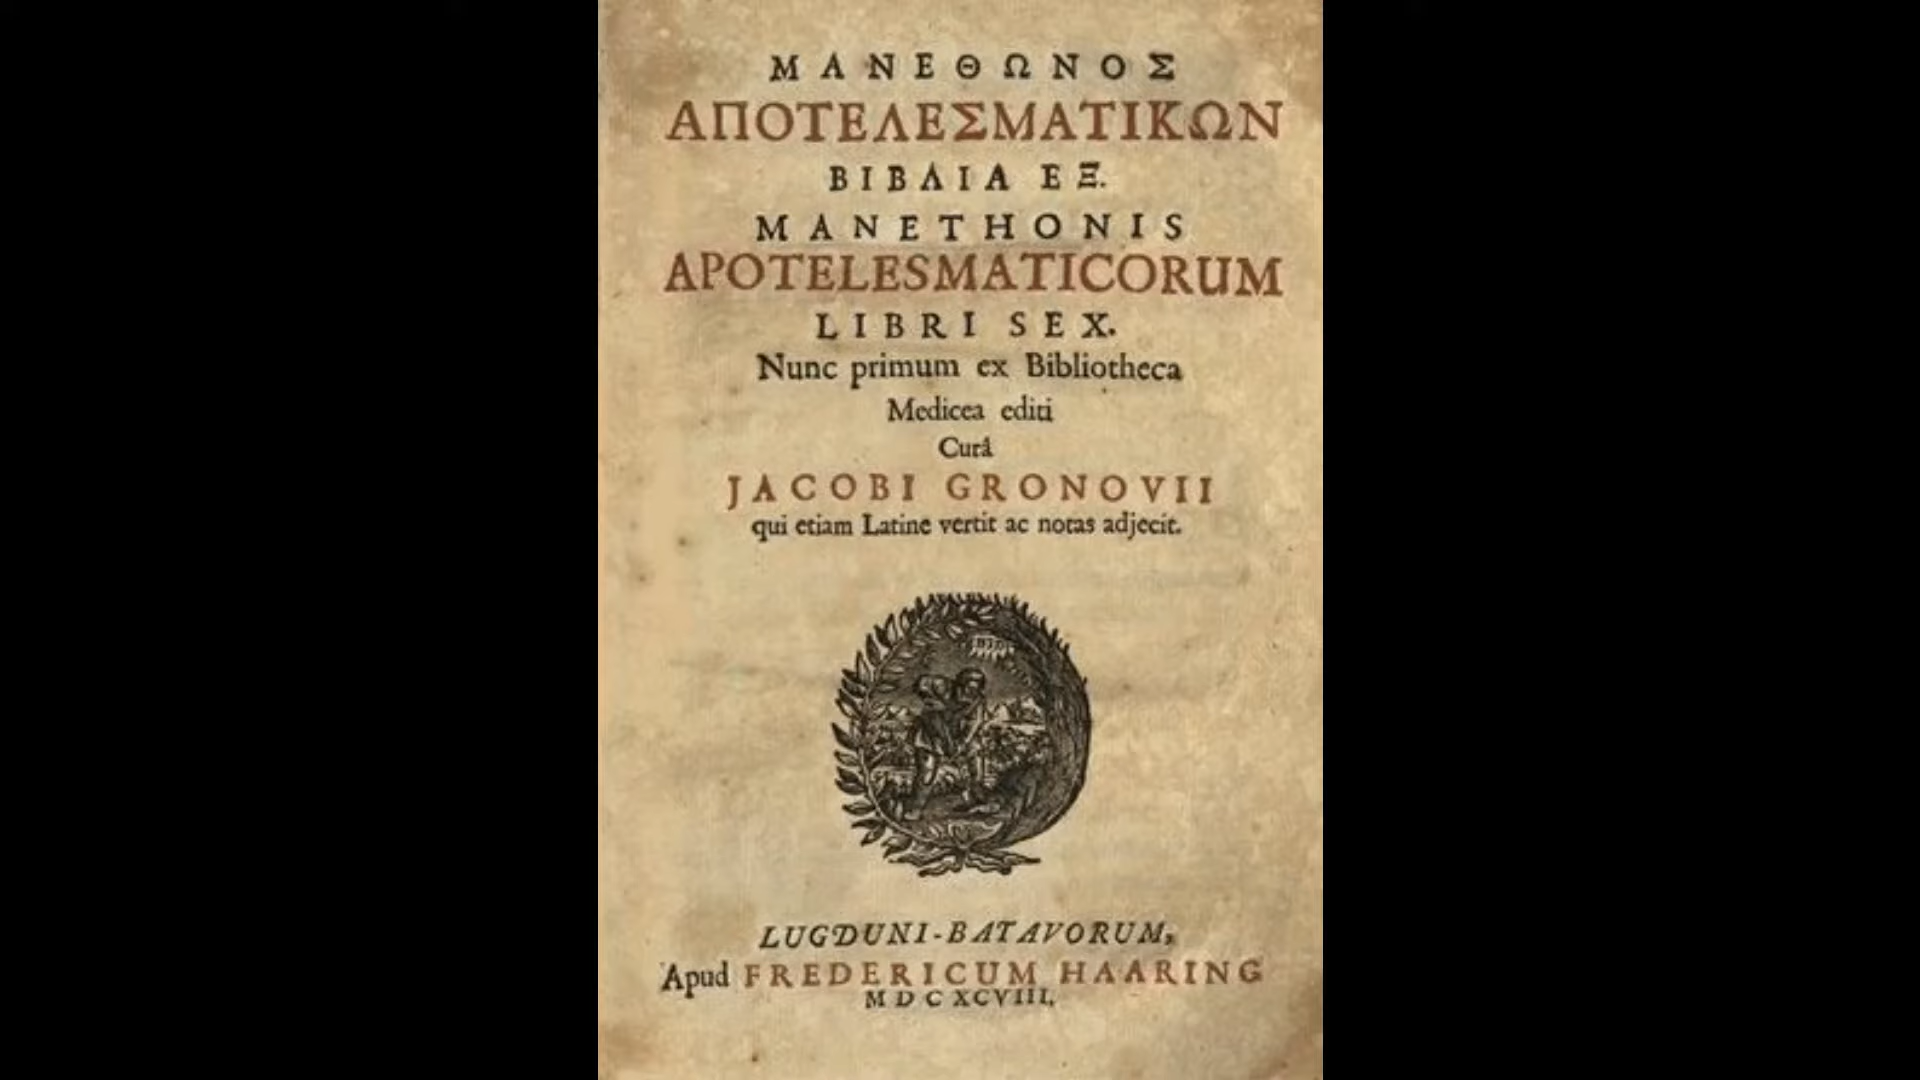 ΜΑΝΕΘΩΝΟΣ
ΑΠΟΤΕΛΕΣΜΑΤΙΚΩΝ
ΒΙΒΛΙΑ ΕΞ.
MANETHONIS
APOTELESMATICORUM
LIBRI SEX.
Nunc primum ex Bibliotheca
Medicea editi
Curâ
JACOBI GRONOVII
qui etiam Latine vertit ac notas adjecit.
LUGDUNI-BATAVORUM,
Apud FREDERICUM HAARING
MDCXCVIII.